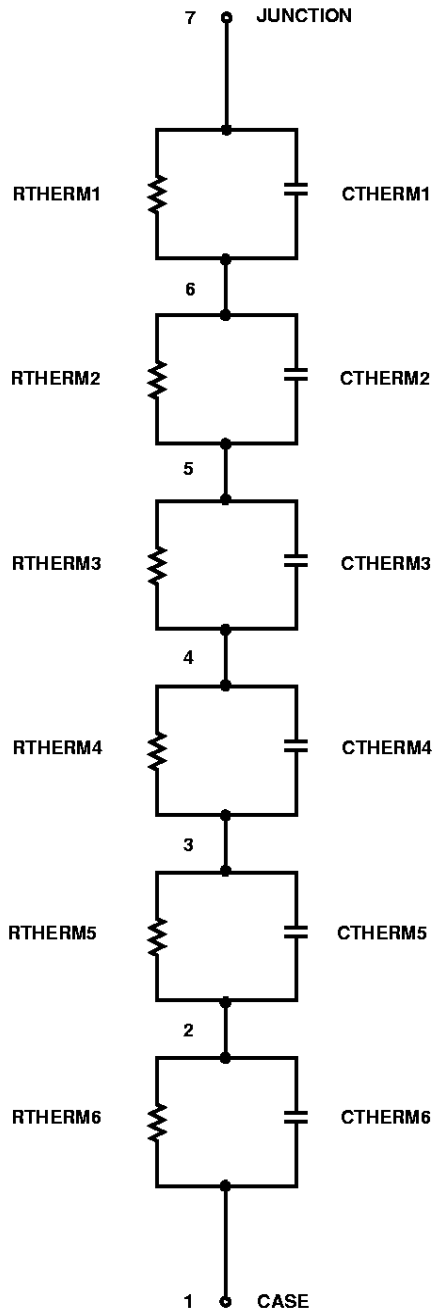 7 JUNCTION
RTHERM1 CTHERM1
6
RTHERM2 CTHERM2
5
RTHERM3 CTHERM3
4
RTHERM4 CTHERM4
3
RTHERM5 CTHERM5
2
RTHERM6 CTHERM6
1 CASE